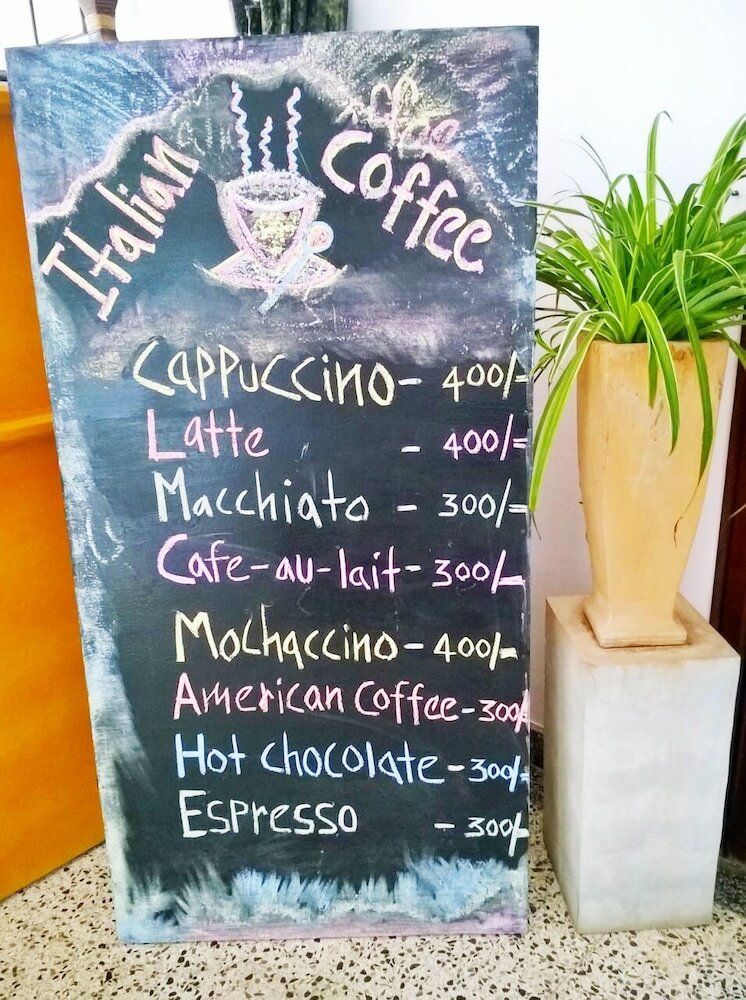 Italian Coffee
Cappuccino - 400/=
Latte - 400/=
Macchiato - 300/=
Cafe-au-lait - 300/=
Mochaccino - 400/=
American Coffee - 300/
Hot chocolate - 300/=
Espresso - 300/=